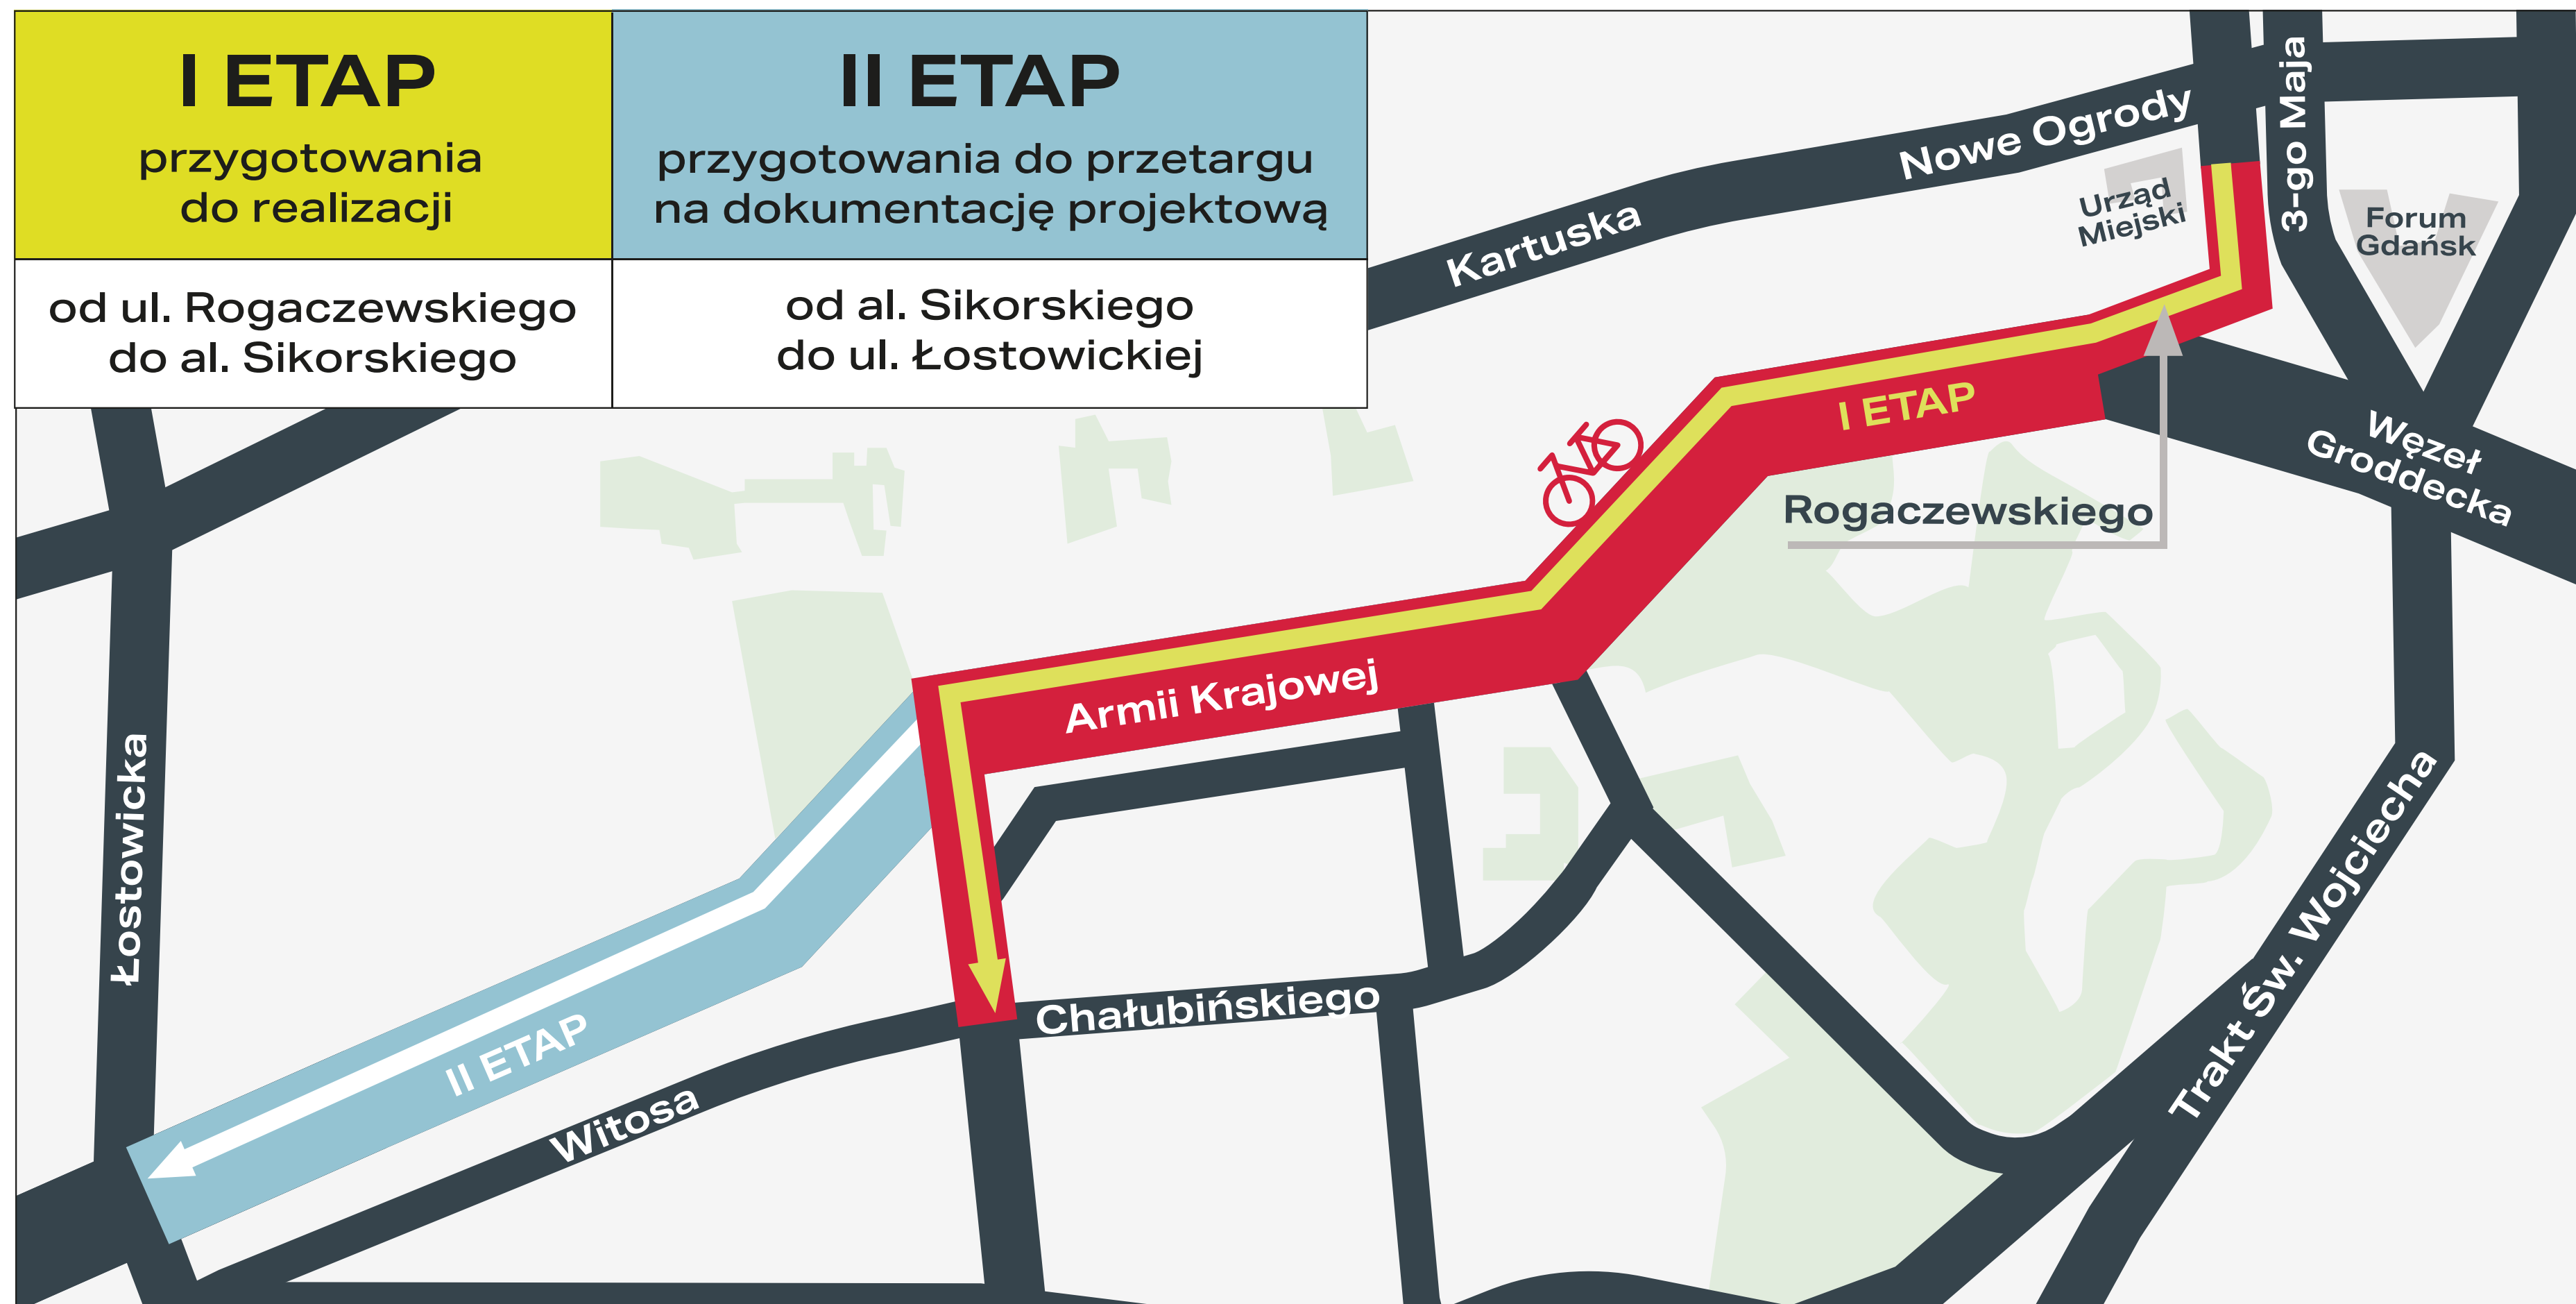 I ETAP
przygotowania
do realizacji
od ul. Rogaczewskiego
do al. Sikorskiego
II ETAP
przygotowania do przetargu
na dokumentację projektową
od al. Sikorskiego
do ul. Łostowickiej
Kartuska
Nowe Ogrody
3-go Maja
Urząd
Miejski
Forum
Gdańsk
I ETAP
Węzeł
Groddecka
Rogaczewskiego
Armii Krajowej
Łostowicka
II ETAP
Chałubińskiego
Witosa
Trakt Św. Wojciecha